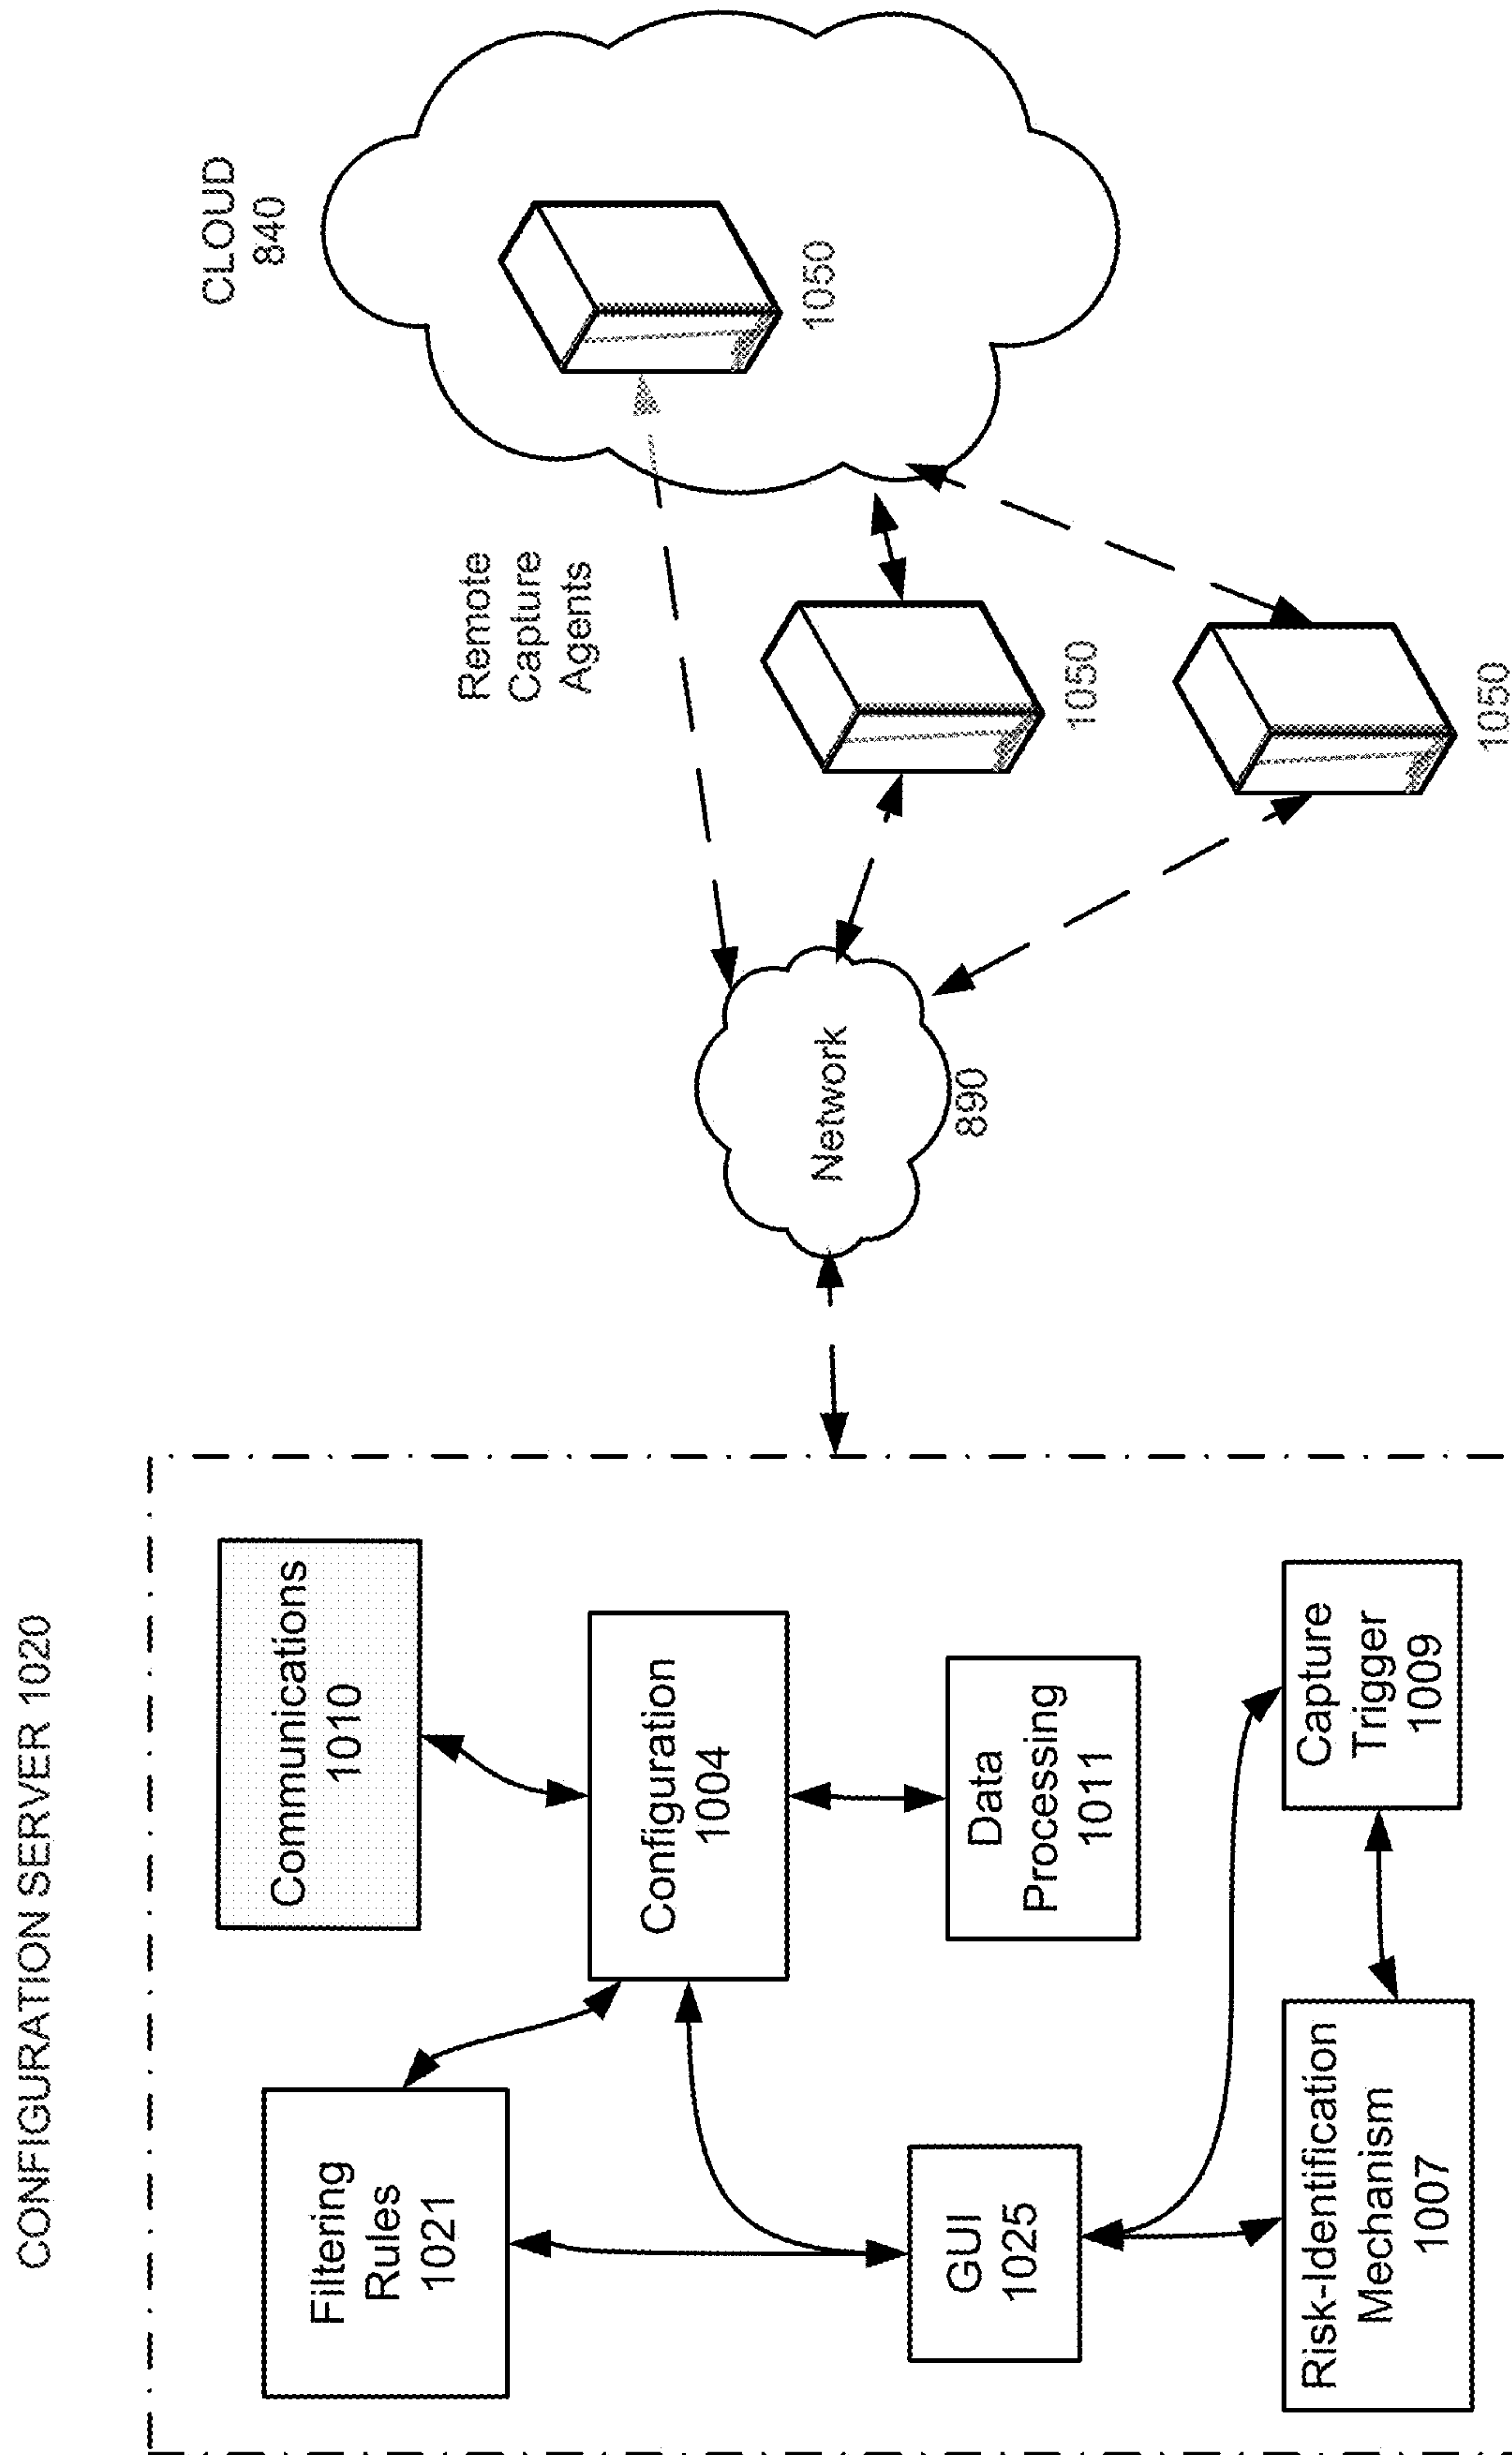 CONFIGURATION SERVER 1020
Filtering
Rules
1021
Communications
1010
Configuration
1004
GUI
1025
Data
Processing
1011
Risk-Identification
Mechanism
1007
Capture
Trigger
1009
Network
890
Remote
Capture
Agents
1050
1050
CLOUD
840
1050